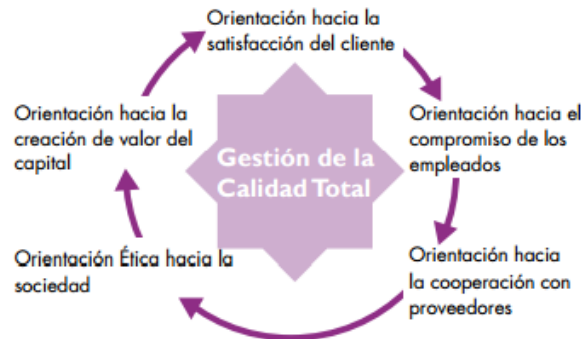 Orientación hacia la
satisfacción del cliente
Orientación hacia el
compromiso de los
empleados
Orientación hacia
la cooperación con
proveedores
Orientación Ética hacia la
sociedad
Orientación hacia la
creación de valor del
capital
Gestión de la
Calidad Total